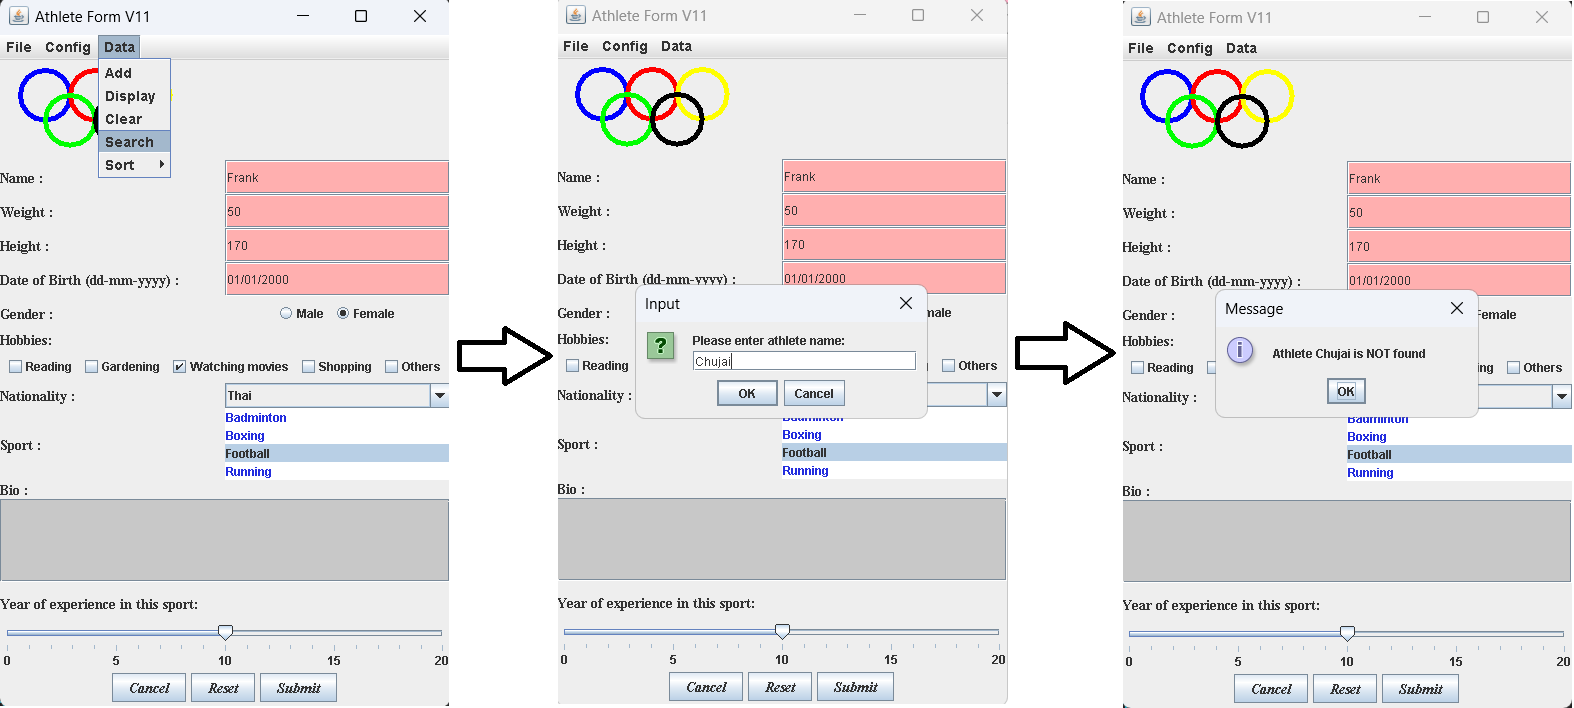 Athlete Form V11
File Config Data
Add
Display
Clear
Search
Sort
Name : Frank
Weight : 50
Height : 170
Date of Birth (dd-mm-yyyy) : 01/01/2000
Gender : Male Female
Hobbies:
Reading Gardening Watching movies Shopping Others
Nationality : Thai
Badminton
Boxing
Sport :
Football
Running
Bio :
Year of experience in this sport:
0 5 10 15 20
Cancel Reset Submit
Athlete Form V11
File Config Data
Name : Frank
Weight : 50
Height : 170
Date of Birth (dd-mm-yyyy) : 01/01/2000
Gender :
Input
Please enter athlete name:
Chujai
OK Cancel
Hobbies:
Reading Others
Nationality :
Badminton
Boxing
Sport :
Football
Running
Bio :
Year of experience in this sport:
0 5 10 15 20
Cancel Reset Submit
Athlete Form V11
File Config Data
Name : Frank
Weight : 50
Height : 170
Date of Birth (dd-mm-yyyy) : 01/01/2000
Gender : Female
Message
Athlete Chujai is NOT found
OK
Hobbies:
Reading Others
Nationality :
Badminton
Boxing
Sport :
Football
Running
Bio :
Year of experience in this sport:
0 5 10 15 20
Cancel Reset Submit